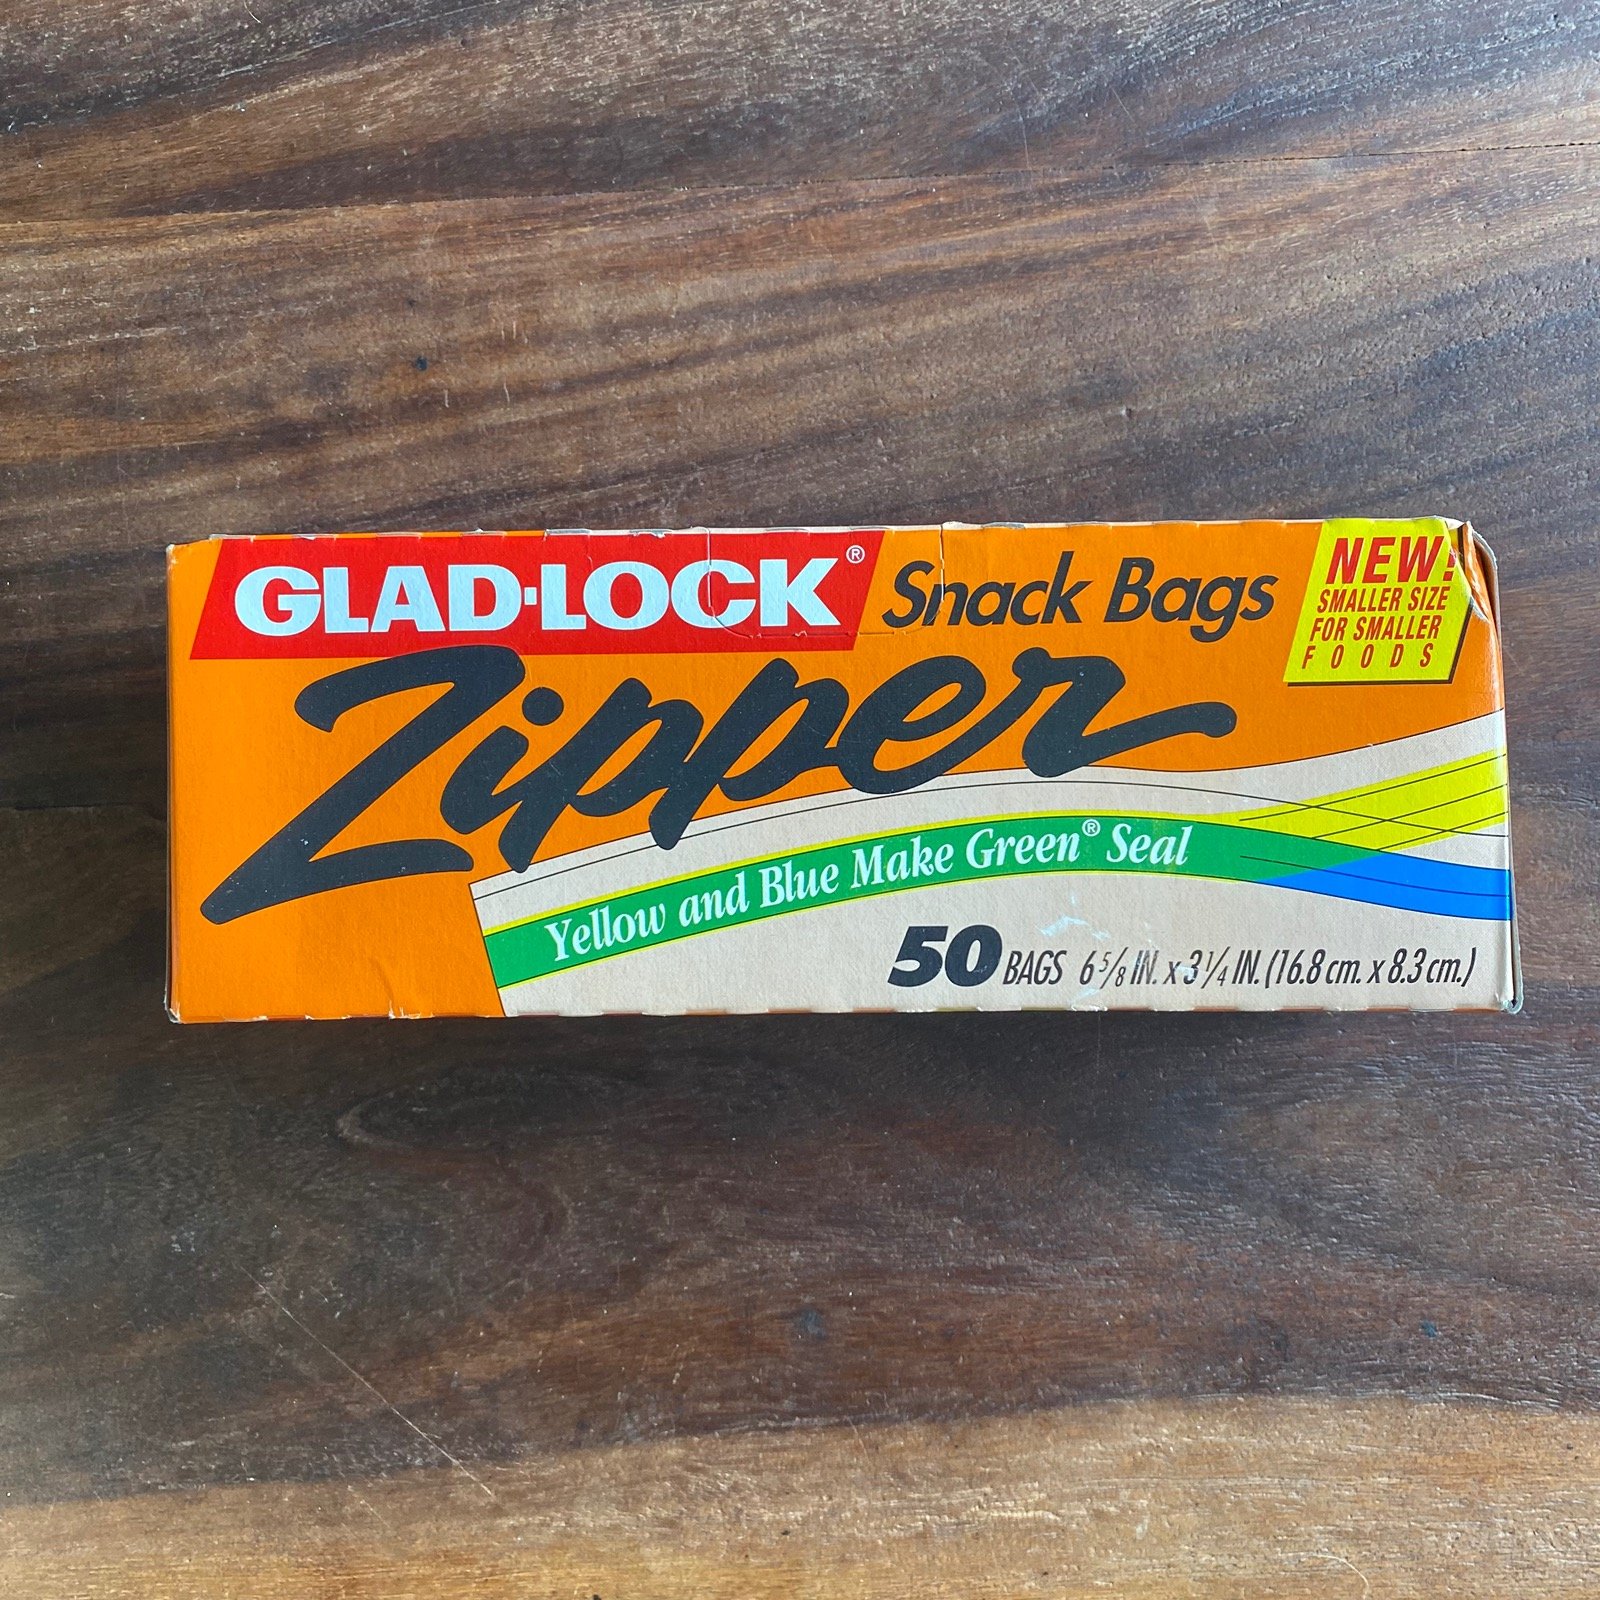 GLAD-LOCK®
Snack Bags
NEW!
SMALLER SIZE
FOR SMALLER
FOODS
Zipper
Yellow and Blue Make Green® Seal
50 BAGS 6 5/8 IN. x 3 1/4 IN. (16.8 cm. x 8.3 cm.)